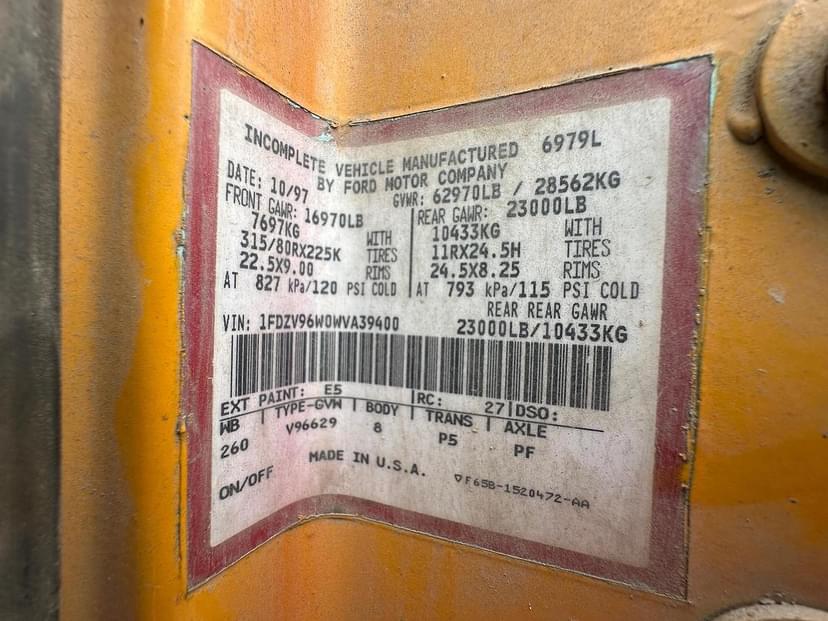 INCOMPLETE VEHICLE MANUFACTURED 6979L
BY FORD MOTOR COMPANY
DATE: 10/97 GVWR: 62970LB / 28562KG
FRONT GAWR: 16970LB REAR GAWR: 23000LB
7697KG WITH 10433KG WITH
315/80RX225K TIRES 11RX24.5H TIRES
22.5X9.00 RIMS 24.5X8.25 RIMS
AT 827 kPa/120 PSI COLD AT 793 kPa/115 PSI COLD
REAR REAR GAWR
VIN: 1FDZV96W0WVA39400 23000LB/10433KG
EXT PAINT: E5 RC: 27 DSO:
WB TYPE-GVW BODY TRANS AXLE
260 V96629 8 P5 PF
MADE IN U.S.A.
ON/OFF ▽F65B-1520472-AA